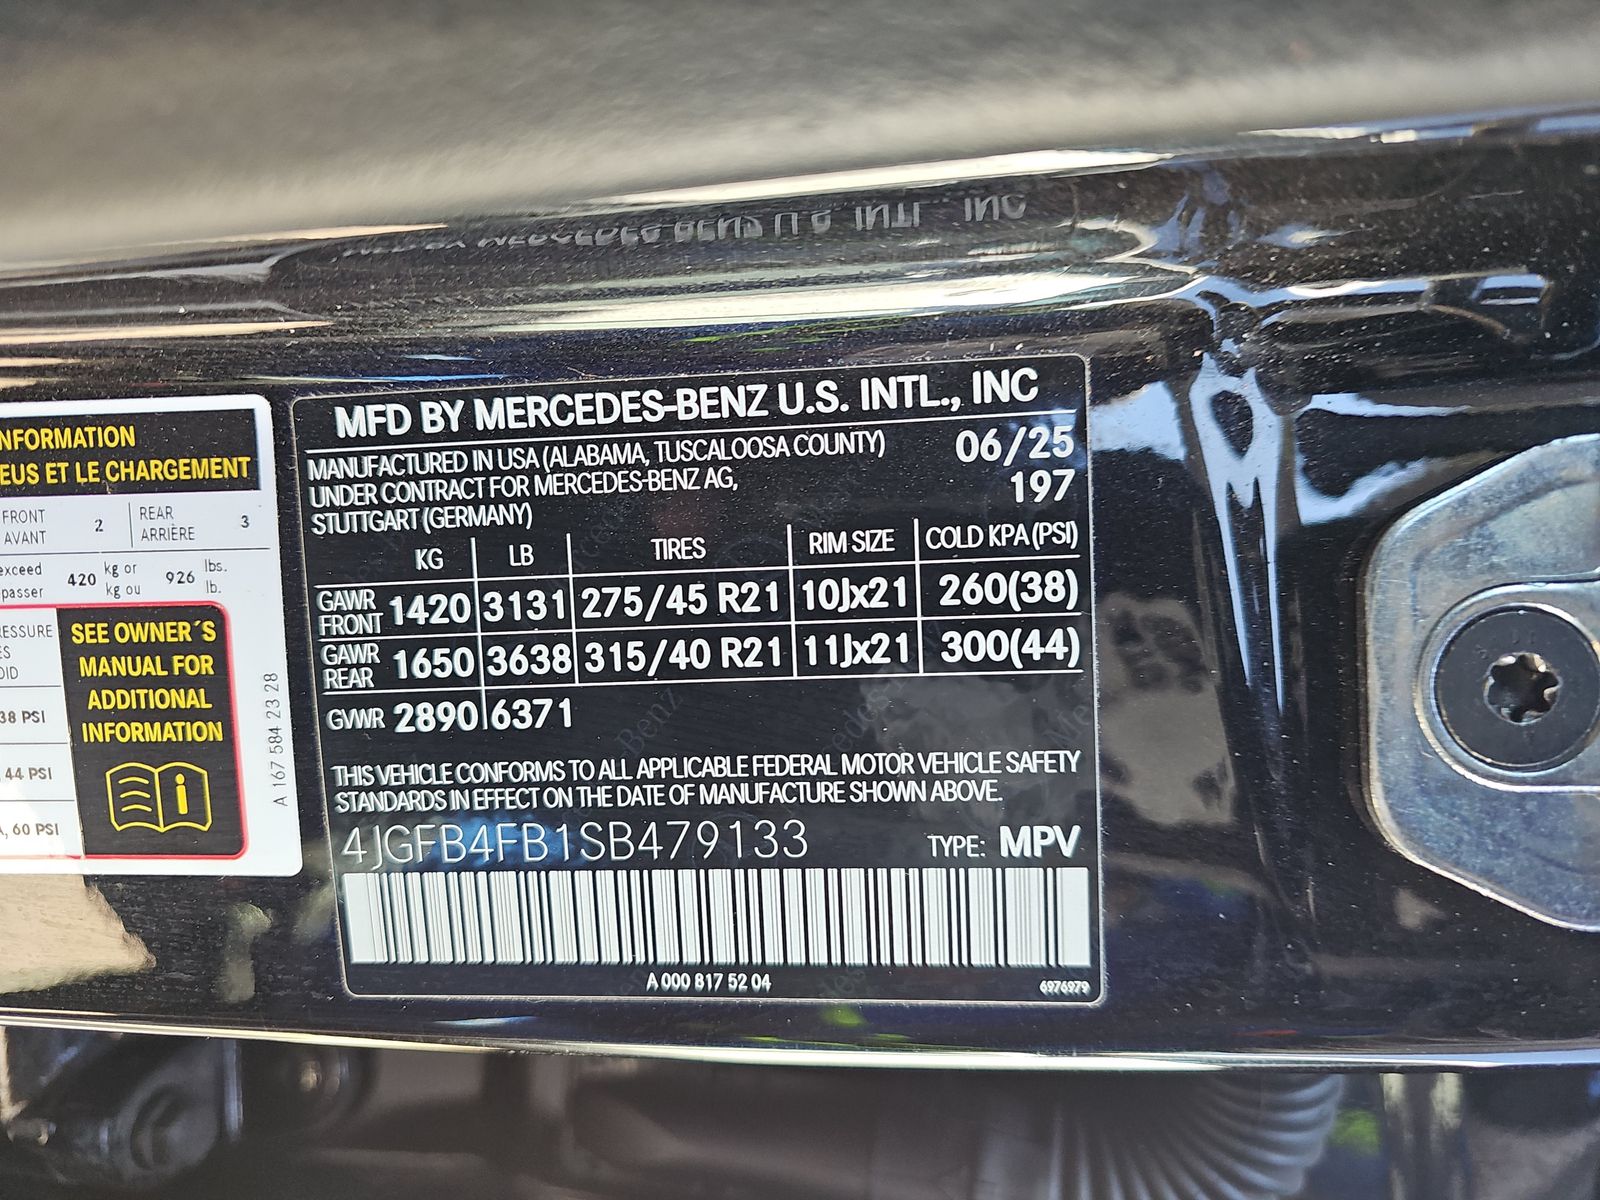 NFORMATION
EUS ET LE CHARGEMENT
FRONT
AVANT
2
REAR
ARRIÈRE
3
exceed
passer
420
kg or
kg ou
926
lbs.
lb.
38 PSI
44 PSI
60 PSI
SEE OWNER´S
MANUAL FOR
ADDITIONAL
INFORMATION
A 167 584 23 28
MFD BY MERCEDES-BENZ U.S. INTL., INC
MANUFACTURED IN USA (ALABAMA, TUSCALOOSA COUNTY)
UNDER CONTRACT FOR MERCEDES-BENZ AG,
STUTTGART (GERMANY)
06/25
197
KG LB TIRES RIM SIZE COLD KPA (PSI)
GAWR FRONT 1420 3131 275/45 R21 10Jx21 260(38)
GAWR REAR 1650 3638 315/40 R21 11Jx21 300(44)
GVWR 2890 6371
THIS VEHICLE CONFORMS TO ALL APPLICABLE FEDERAL MOTOR VEHICLE SAFETY
STANDARDS IN EFFECT ON THE DATE OF MANUFACTURE SHOWN ABOVE.
4JGFB4FB1SB479133 TYPE: MPV
A 000 817 52 04
6976979